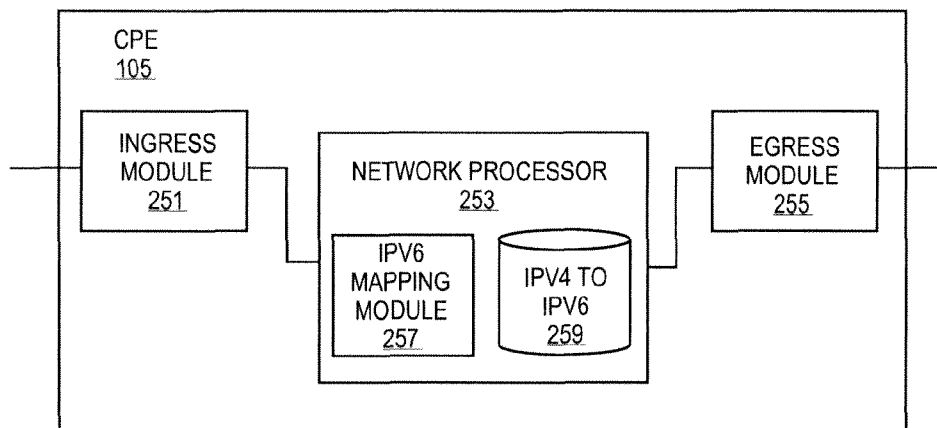 CPE
105
INGRESS
MODULE
251
NETWORK PROCESSOR
253
IPV6
MAPPING
MODULE
257
IPV4 TO
IPV6
259
EGRESS
MODULE
255